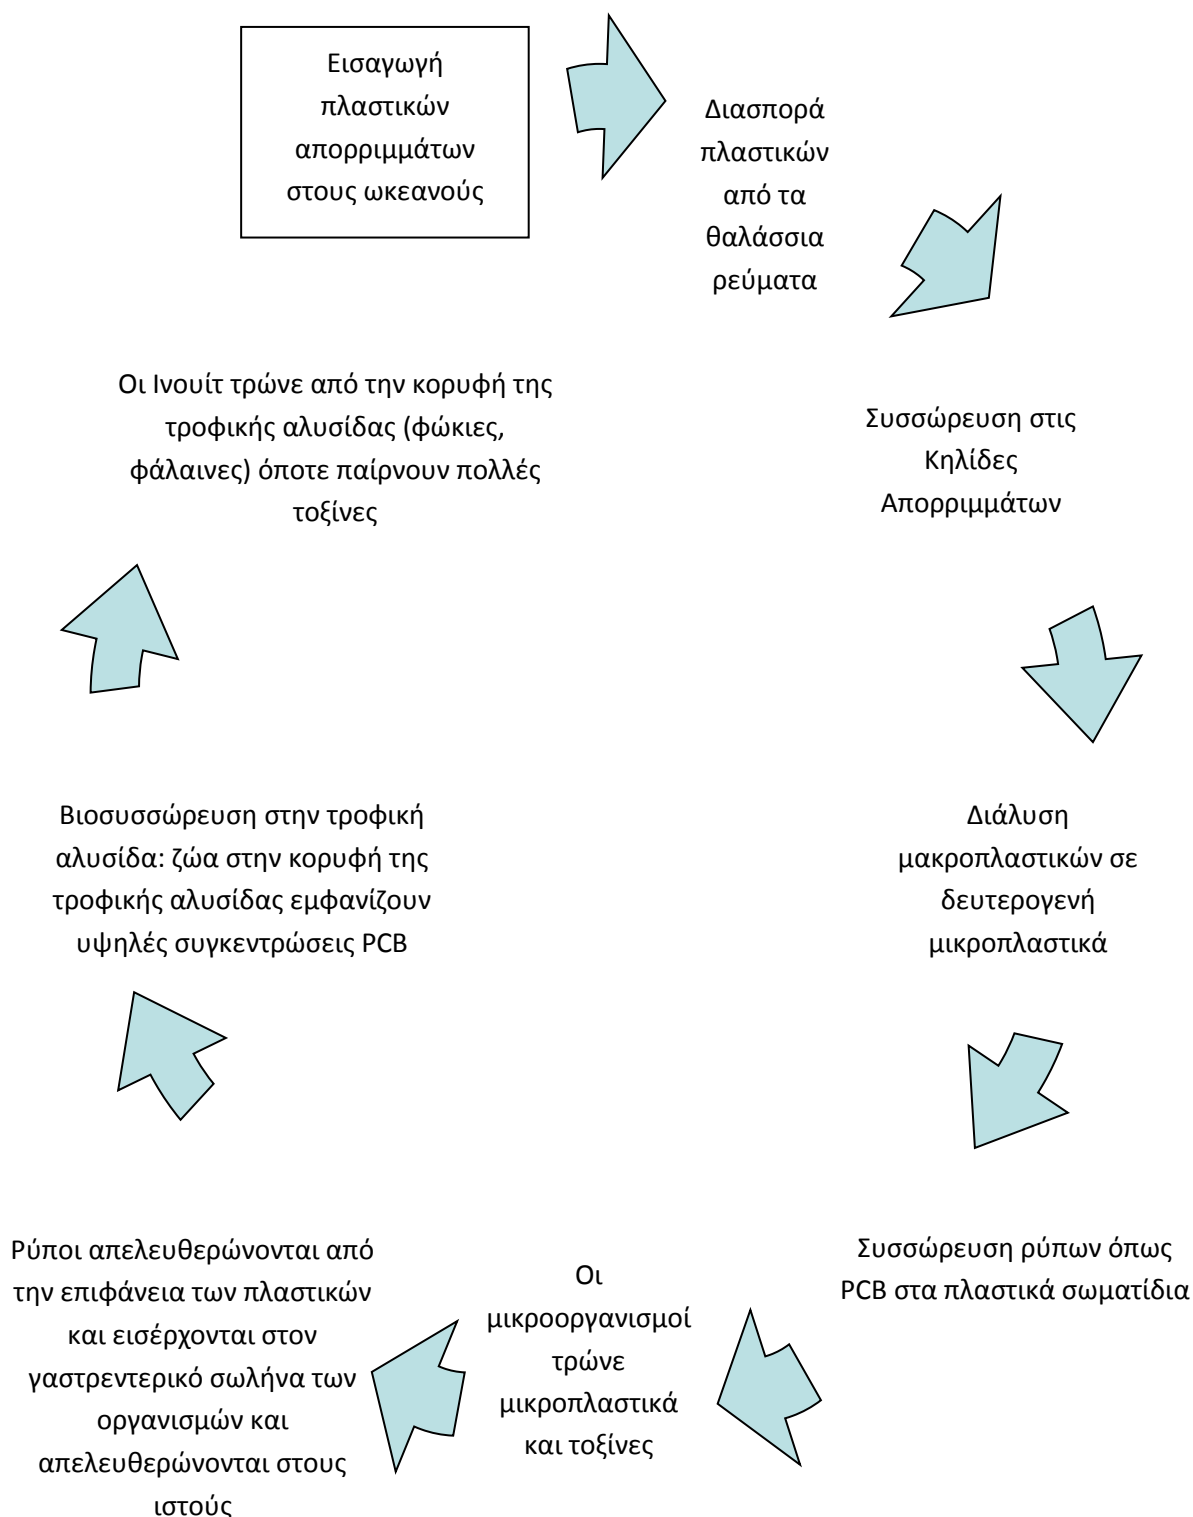 Εισαγωγή
πλαστικών
απορριμμάτων
στους ωκεανούς
Διασπορά
πλαστικών
από τα
θαλάσσια
ρεύματα
Συσσώρευση στις
Κηλίδες
Απορριμμάτων
Διάλυση
μακροπλαστικών σε
δευτερογενή
μικροπλαστικά
Συσσώρευση ρύπων όπως
PCB στα πλαστικά σωματίδια
Οι
μικροοργανισμοί
τρώνε
μικροπλαστικά
και τοξίνες
Ρύποι απελευθερώνονται από
την επιφάνεια των πλαστικών
και εισέρχονται στον
γαστρεντερικό σωλήνα των
οργανισμών και
απελευθερώνονται στους
ιστούς
Βιοσυσσώρευση στην τροφική
αλυσίδα: ζώα στην κορυφή της
τροφικής αλυσίδας εμφανίζουν
υψηλές συγκεντρώσεις PCB
Οι Ινουίτ τρώνε από την κορυφή της
τροφικής αλυσίδας (φώκιες,
φάλαινες) όποτε παίρνουν πολλές
τοξίνες